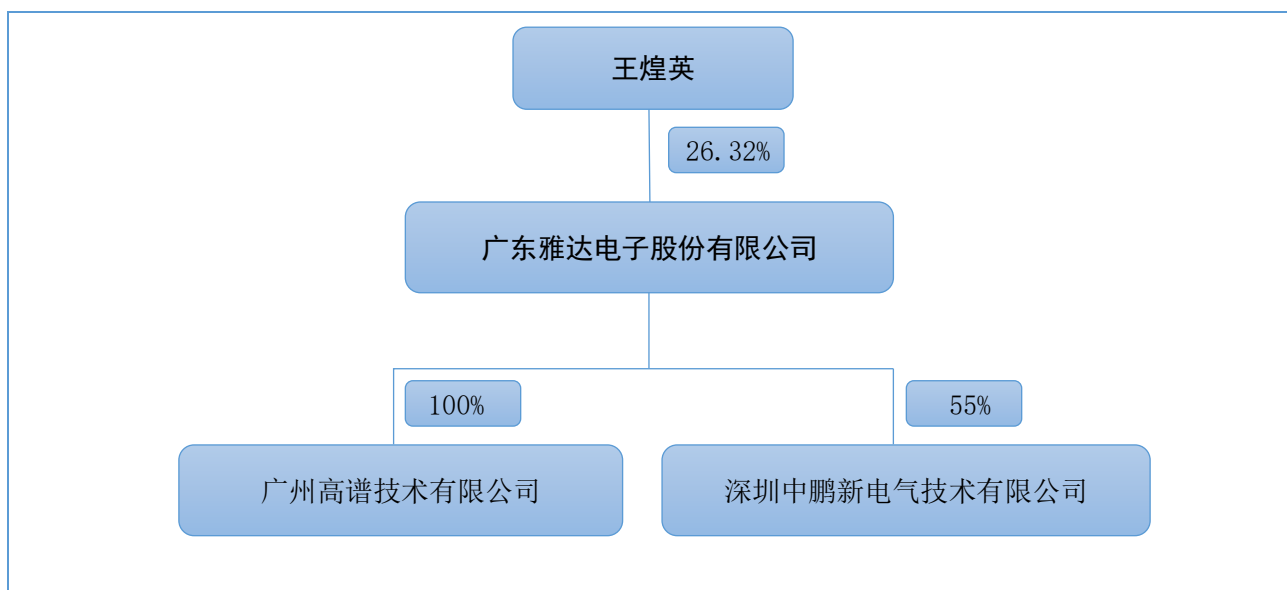 王煌英
26.32%
广东雅达电子股份有限公司
100%
55%
广州高谱技术有限公司
深圳中鹏新电气技术有限公司